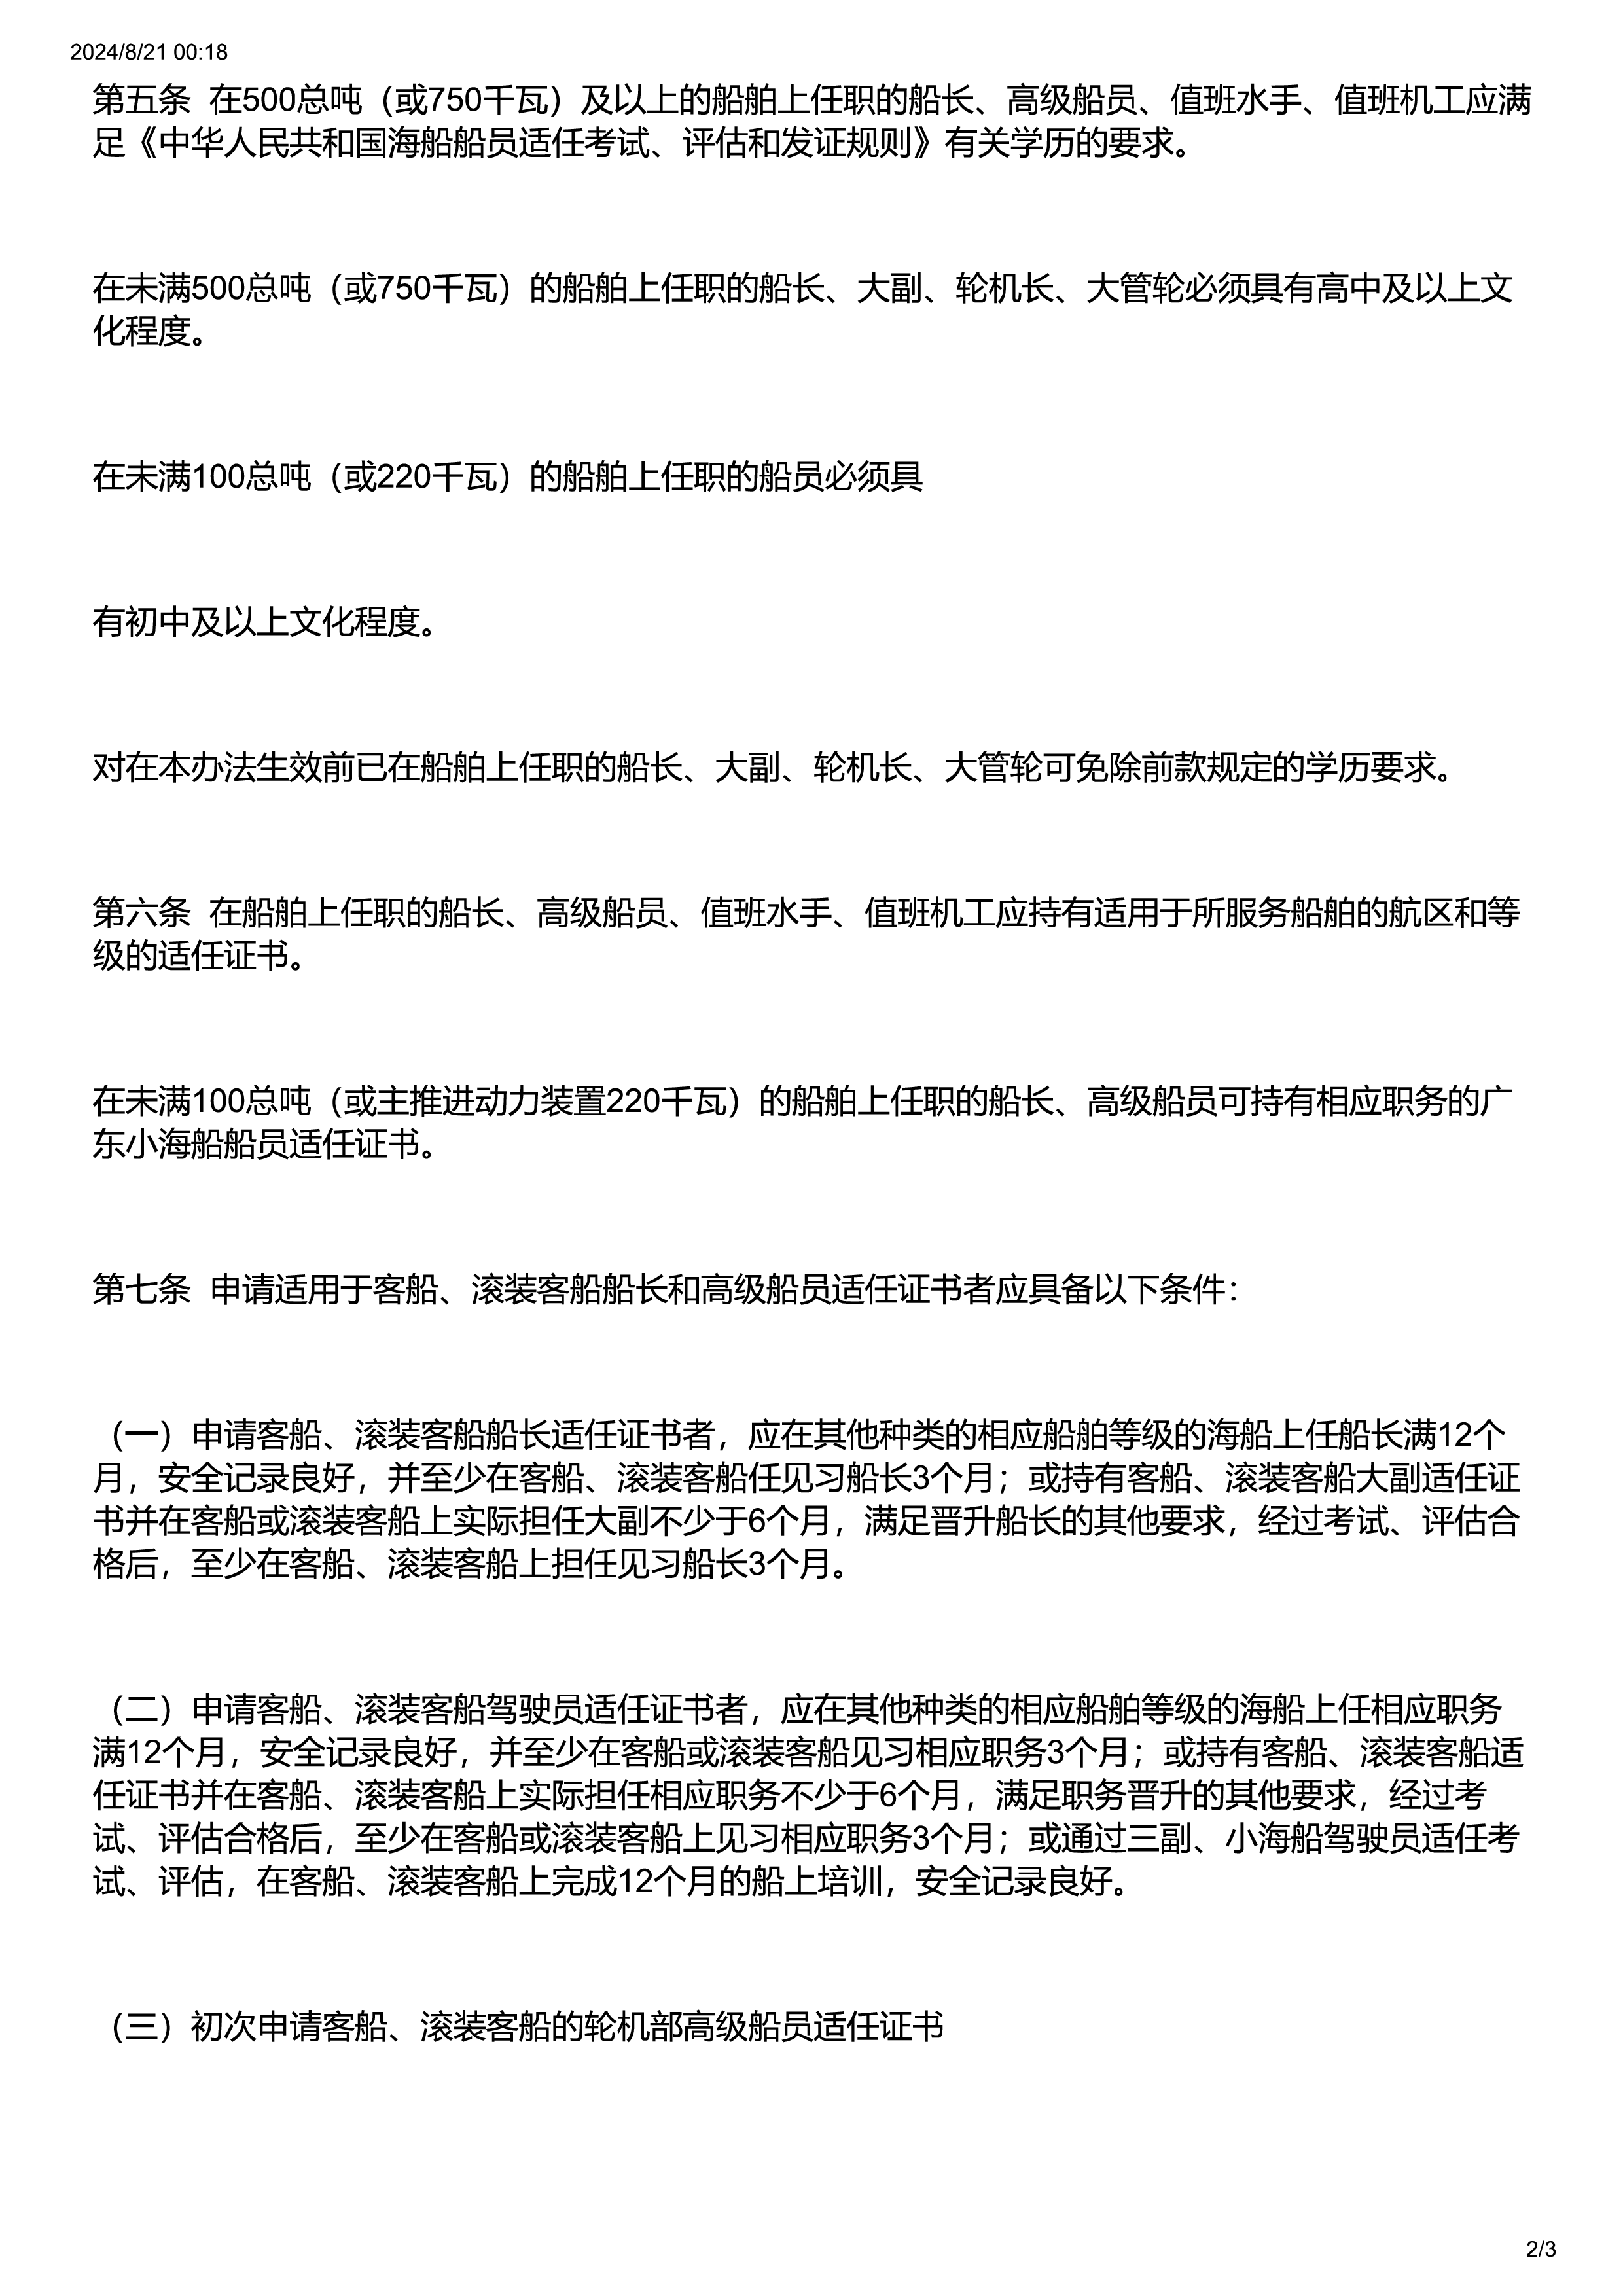 2024/8/21 00:18
第五条  在500总吨（或750千瓦）及以上的船舶上任职的船长、高级船员、值班水手、值班机工应满
足《中华人民共和国海船船员适任考试、评估和发证规则》有关学历的要求。
在未满500总吨（或750千瓦）的船舶上任职的船长、大副、轮机长、大管轮必须具有高中及以上文
化程度。
在未满100总吨（或220千瓦）的船舶上任职的船员必须具
有初中及以上文化程度。
对在本办法生效前已在船舶上任职的船长、大副、轮机长、大管轮可免除前款规定的学历要求。
第六条  在船舶上任职的船长、高级船员、值班水手、值班机工应持有适用于所服务船舶的航区和等
级的适任证书。
在未满100总吨（或主推进动力装置220千瓦）的船舶上任职的船长、高级船员可持有相应职务的广
东小海船船员适任证书。
第七条  申请适用于客船、滚装客船船长和高级船员适任证书者应具备以下条件：
（一）申请客船、滚装客船船长适任证书者，应在其他种类的相应船舶等级的海船上任船长满12个
月，安全记录良好，并至少在客船、滚装客船任见习船长3个月；或持有客船、滚装客船大副适任证
书并在客船或滚装客船上实际担任大副不少于6个月，满足晋升船长的其他要求，经过考试、评估合
格后，至少在客船、滚装客船上担任见习船长3个月。
（二）申请客船、滚装客船驾驶员适任证书者，应在其他种类的相应船舶等级的海船上任相应职务
满12个月，安全记录良好，并至少在客船或滚装客船见习相应职务3个月；或持有客船、滚装客船适
任证书并在客船、滚装客船上实际担任相应职务不少于6个月，满足职务晋升的其他要求，经过考
试、评估合格后，至少在客船或滚装客船上见习相应职务3个月；或通过三副、小海船驾驶员适任考
试、评估，在客船、滚装客船上完成12个月的船上培训，安全记录良好。
（三）初次申请客船、滚装客船的轮机部高级船员适任证书
2/3